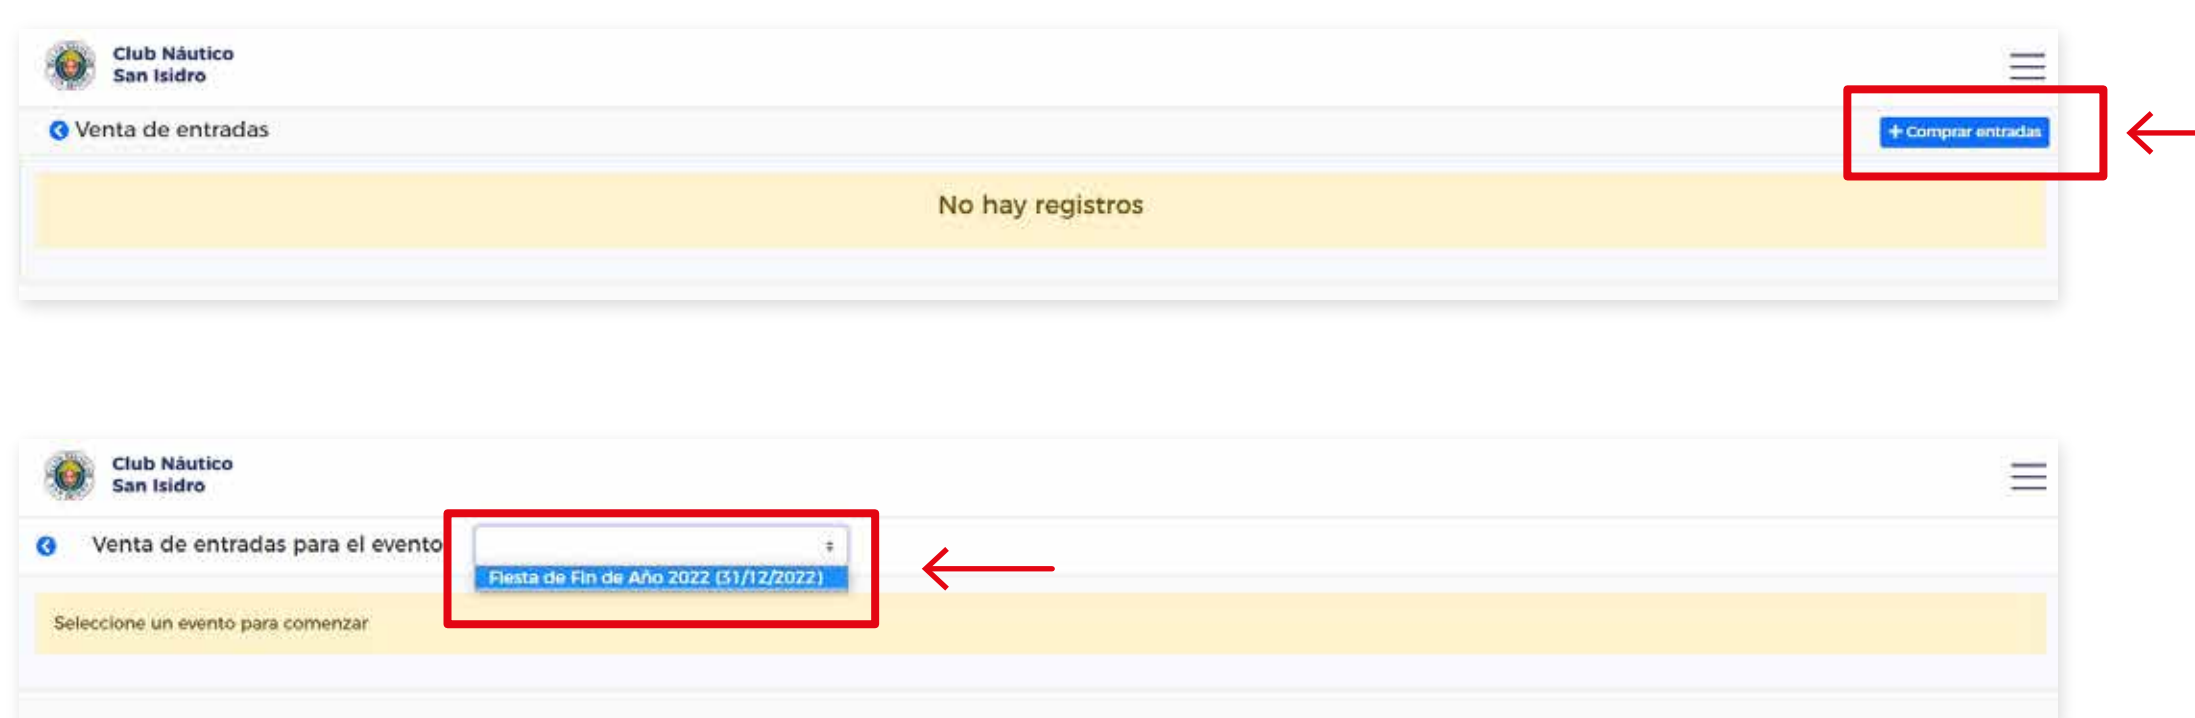 Club Náutico
San Isidro
Venta de entradas
+ Comprar entradas
No hay registros
Club Náutico
San Isidro
Venta de entradas para el evento
Fiesta de Fin de Año 2022 (31/12/2022)
Seleccione un evento para comenzar